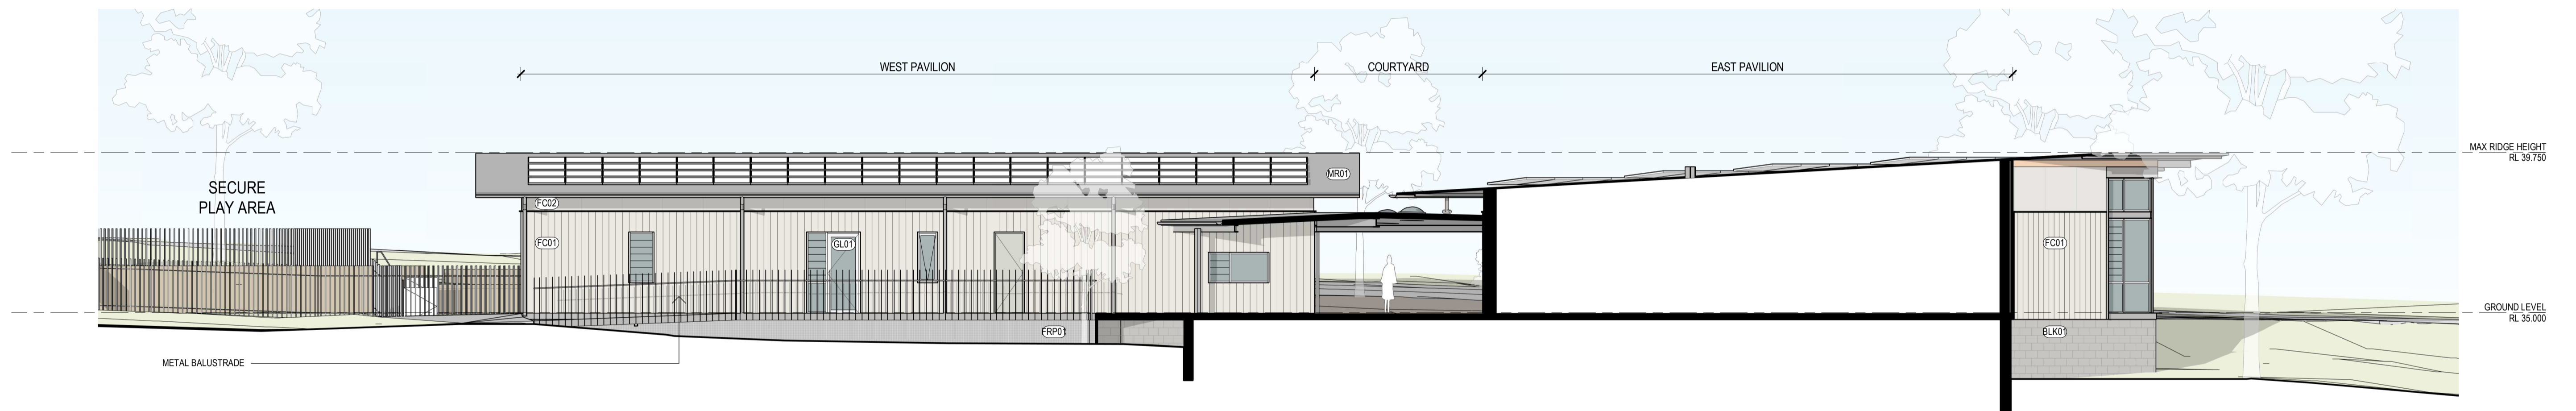 WEST PAVILION
COURTYARD
EAST PAVILION
MAX RIDGE HEIGHT
RL 39.750
MR01
SECURE
PLAY AREA
FC02
FC01
GL01
FC01
GROUND LEVEL
RL 35.000
FRP01
BLK01
METAL BALUSTRADE